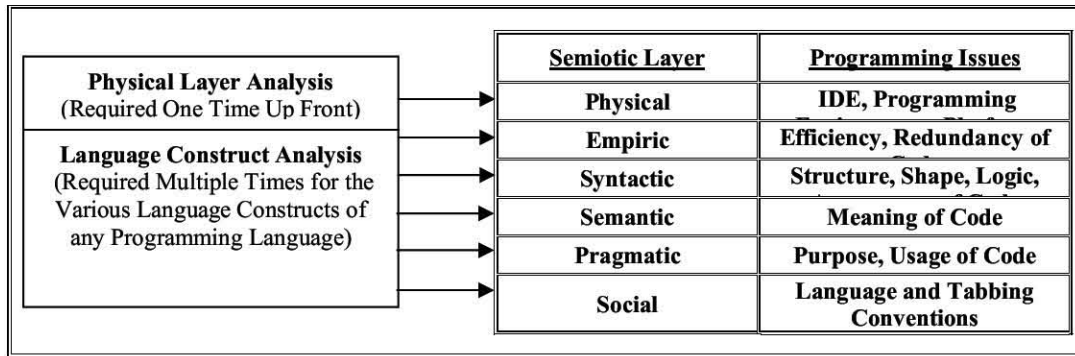 Physical Layer Analysis
(Required One Time Up Front)
Language Construct Analysis
(Required Multiple Times for the
Various Language Constructs of
any Programming Language)
Semiotic Layer Programming Issues
Physical IDE, Programming
Empiric Efficiency, Redundancy of
Syntactic Structure, Shape, Logic,
Semantic Meaning of Code
Pragmatic Purpose, Usage of Code
Social Language and Tabbing
Conventions